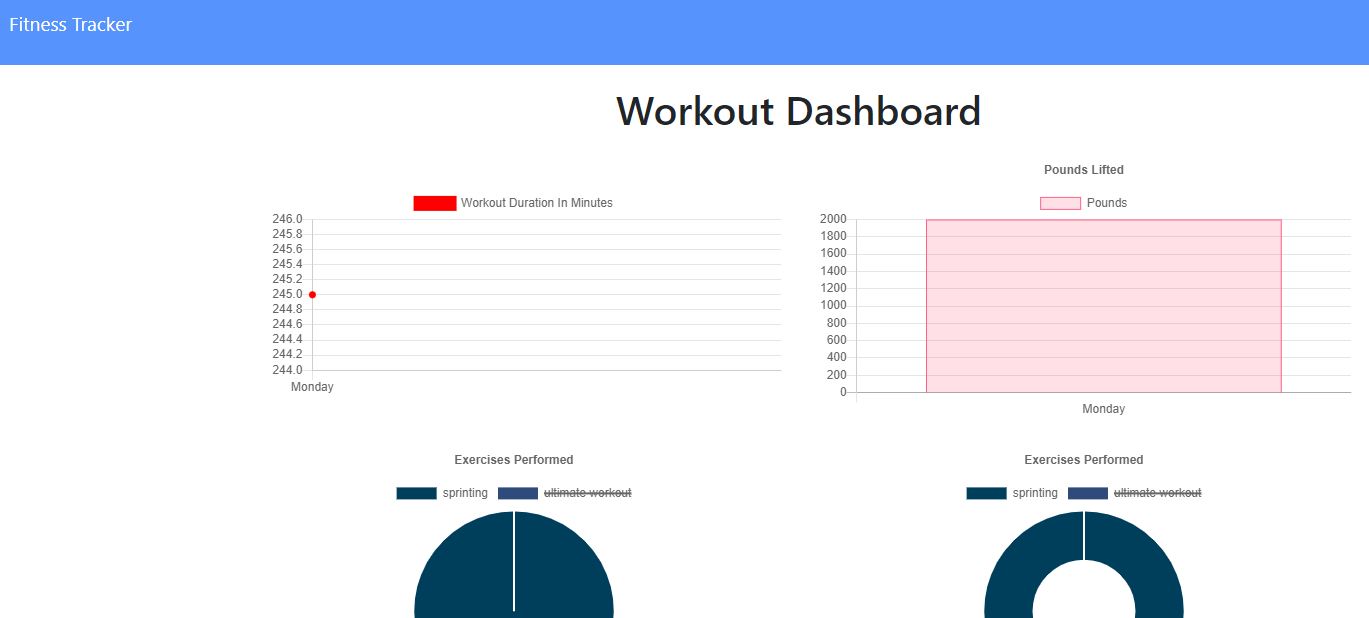 Fitness Tracker
Workout Dashboard
Workout Duration In Minutes
246.0
245.8
245.6
245.4
245.2
245.0
244.8
244.6
244.4
244.2
244.0
Monday
Pounds Lifted
Pounds
2000
1800
1600
1400
1200
1000
800
600
400
200
0
Monday
Exercises Performed
sprinting ultimate workout
Exercises Performed
sprinting ultimate workout